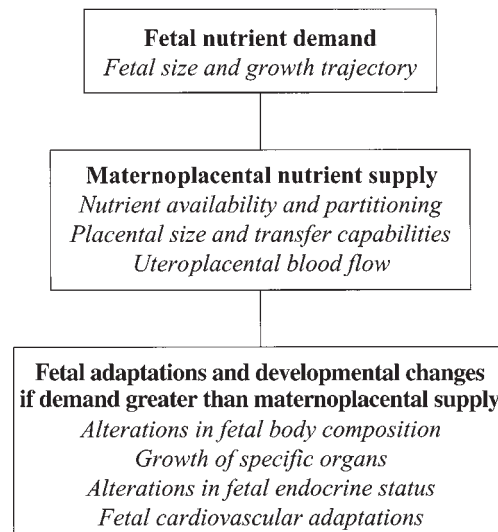 Fetal nutrient demand
Fetal size and growth trajectory
Maternoplacental nutrient supply
Nutrient availability and partitioning
Placental size and transfer capabilities
Uteroplacental blood flow
Fetal adaptations and developmental changes
if demand greater than maternoplacental supply
Alterations in fetal body composition
Growth of specific organs
Alterations in fetal endocrine status
Fetal cardiovascular adaptations